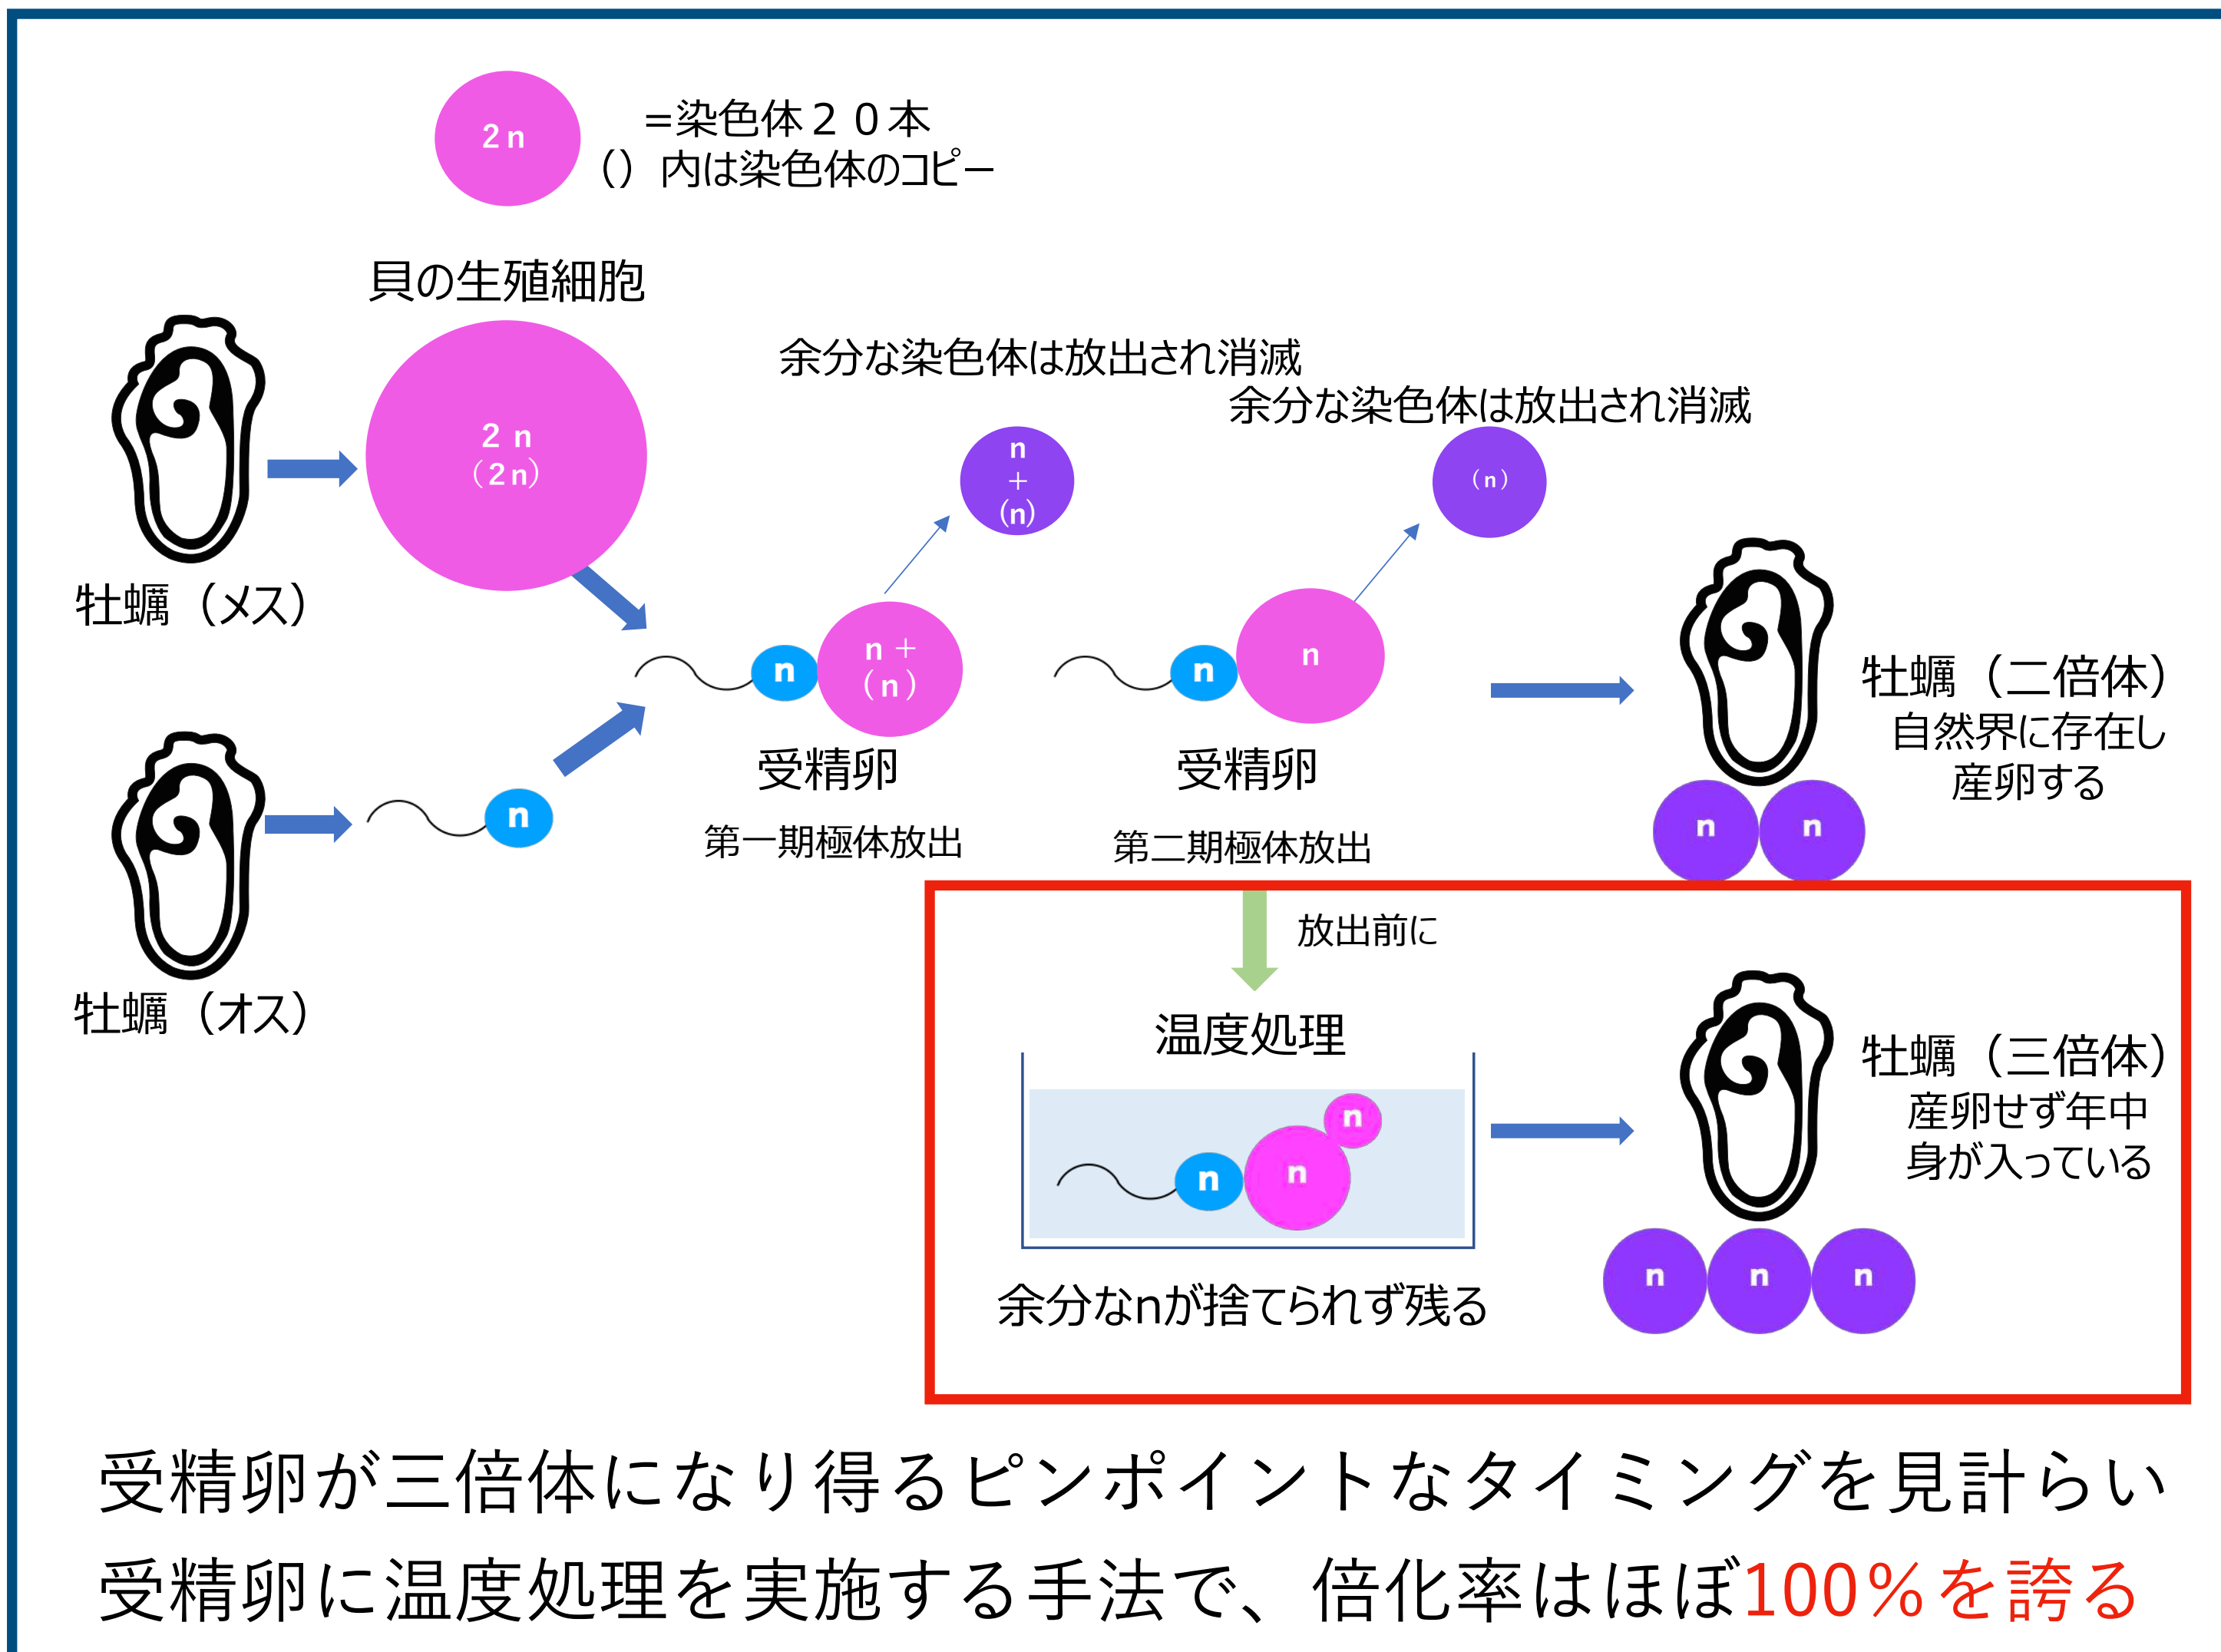 2n
=染色体２０本
（）内は染色体のコピー
貝の生殖細胞
2 n
（2n）
余分な染色体は放出され消滅
余分な染色体は放出され消滅
n
＋
（n）
（n）
牡蠣（メス）
n
n ＋
（n）
n
n
受精卵
受精卵
第一期極体放出
第二期極体放出
牡蠣（二倍体）
自然界に存在し
産卵する
n
n
n
牡蠣（オス）
放出前に
温度処理
n
n
n
余分なnが捨てられず残る
牡蠣（三倍体）
産卵せず年中
身が入っている
n
n
n
受精卵が三倍体になり得るピンポイントなタイミングを見計らい
受精卵に温度処理を実施する手法で、倍化率はほぼ100％を誇る